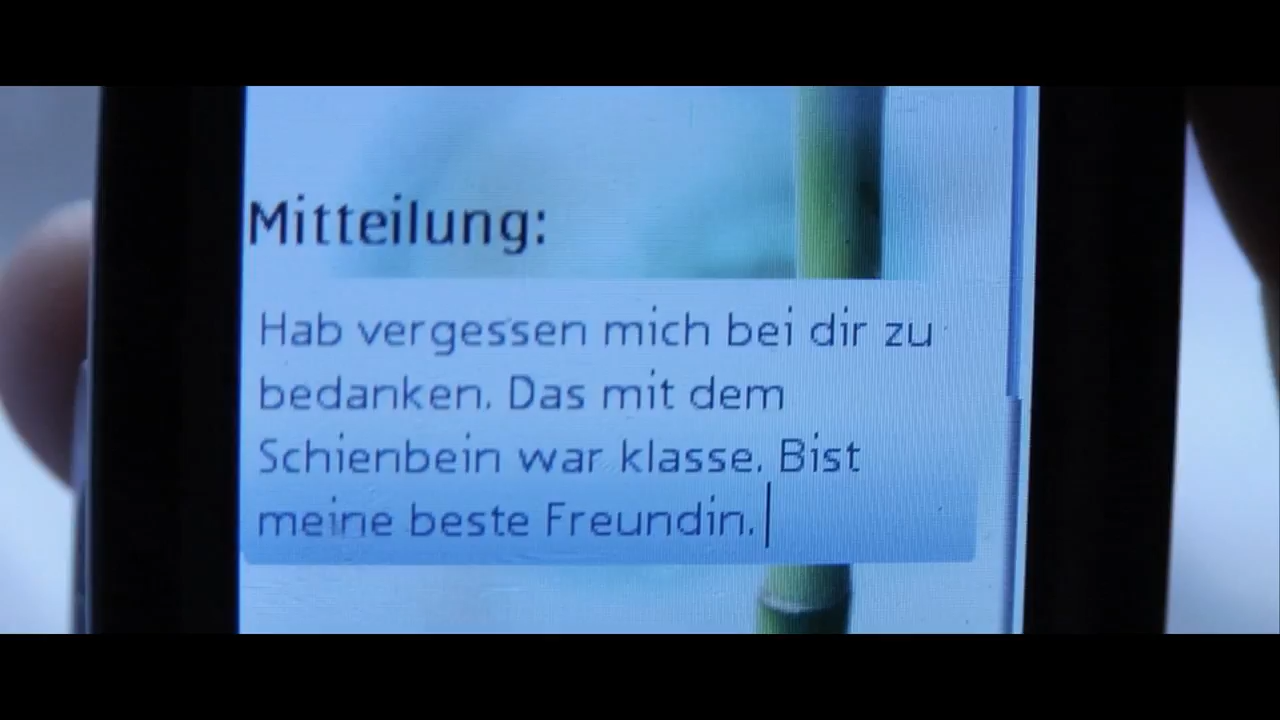 Mitteilung:
Hab vergessen mich bei dir zu
bedanken. Das mit dem
Schienbein war klasse. Bist
meine beste Freundin.